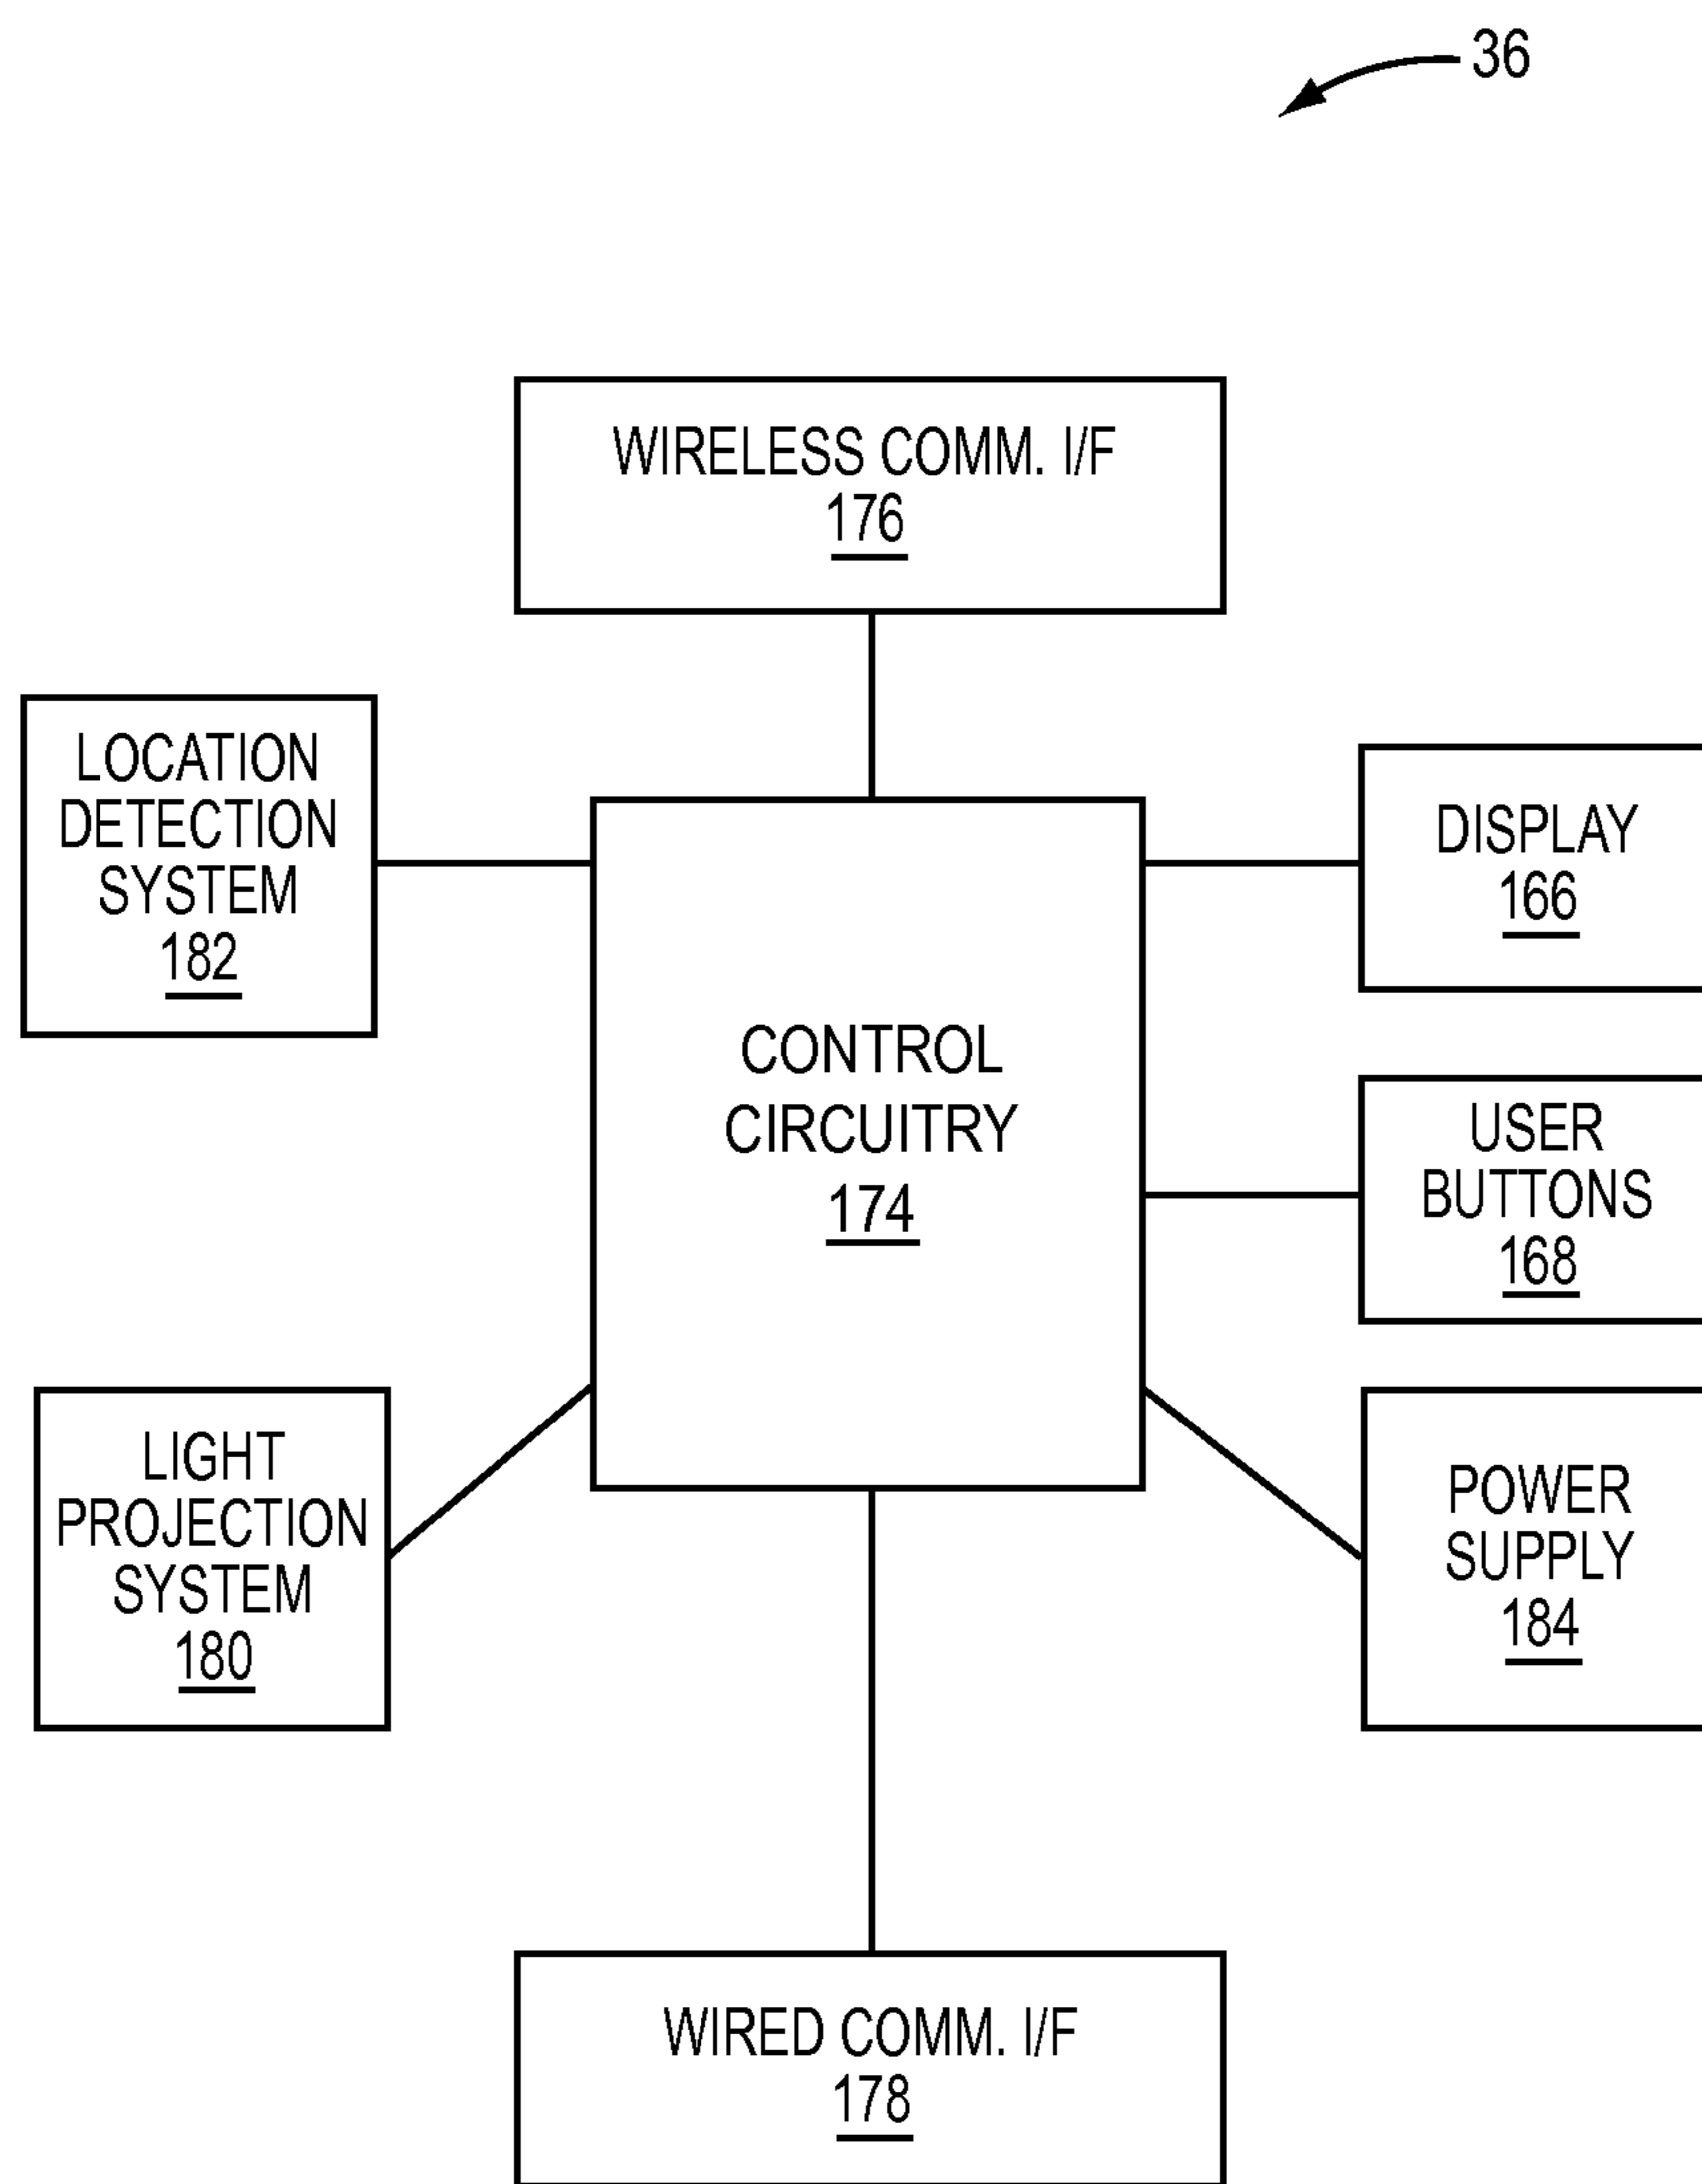 36
WIRELESS COMM. I/F
176
LOCATION
DETECTION
SYSTEM
182
DISPLAY
166
CONTROL
CIRCUITRY
174
USER
BUTTONS
168
LIGHT
PROJECTION
SYSTEM
180
POWER
SUPPLY
184
WIRED COMM. I/F
178